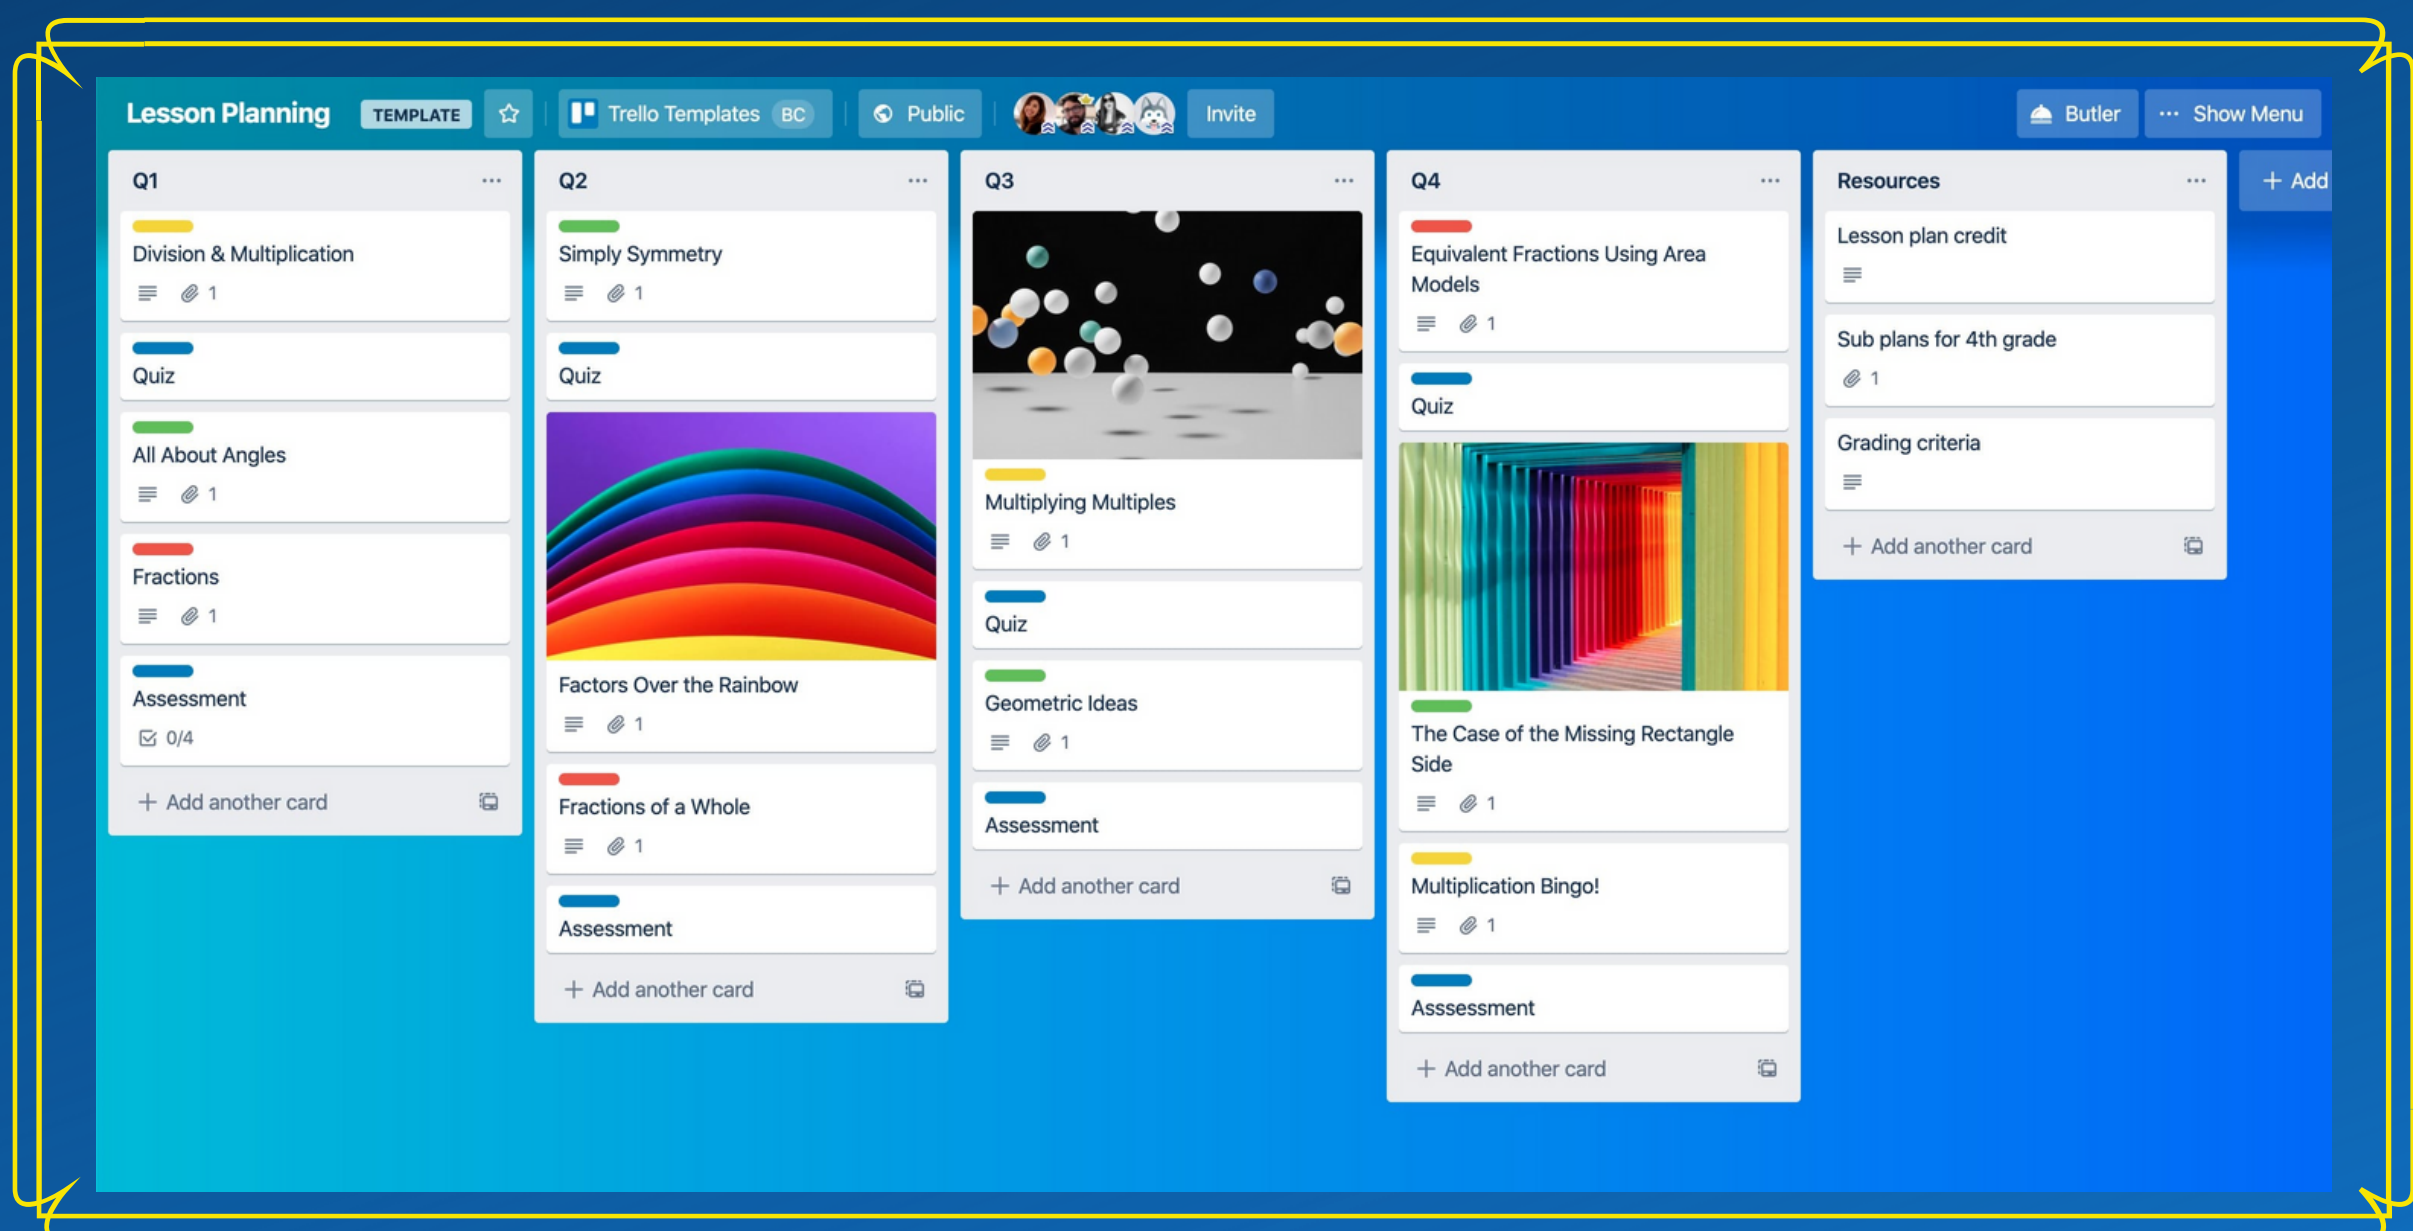 Lesson Planning
TEMPLATE
Trello Templates BC
Public
Invite
Butler
··· Show Menu
Q1
Division & Multiplication
1
Quiz
All About Angles
1
Fractions
1
Assessment
0/4
+ Add another card
Q2
Simply Symmetry
1
Quiz
Factors Over the Rainbow
1
Fractions of a Whole
1
Assessment
+ Add another card
Q3
Multiplying Multiples
1
Quiz
Geometric Ideas
1
Assessment
+ Add another card
Q4
Equivalent Fractions Using Area
Models
1
Quiz
The Case of the Missing Rectangle
Side
1
Multiplication Bingo!
1
Asssessment
+ Add another card
Resources
Lesson plan credit
Sub plans for 4th grade
1
Grading criteria
+ Add another card
+ Add